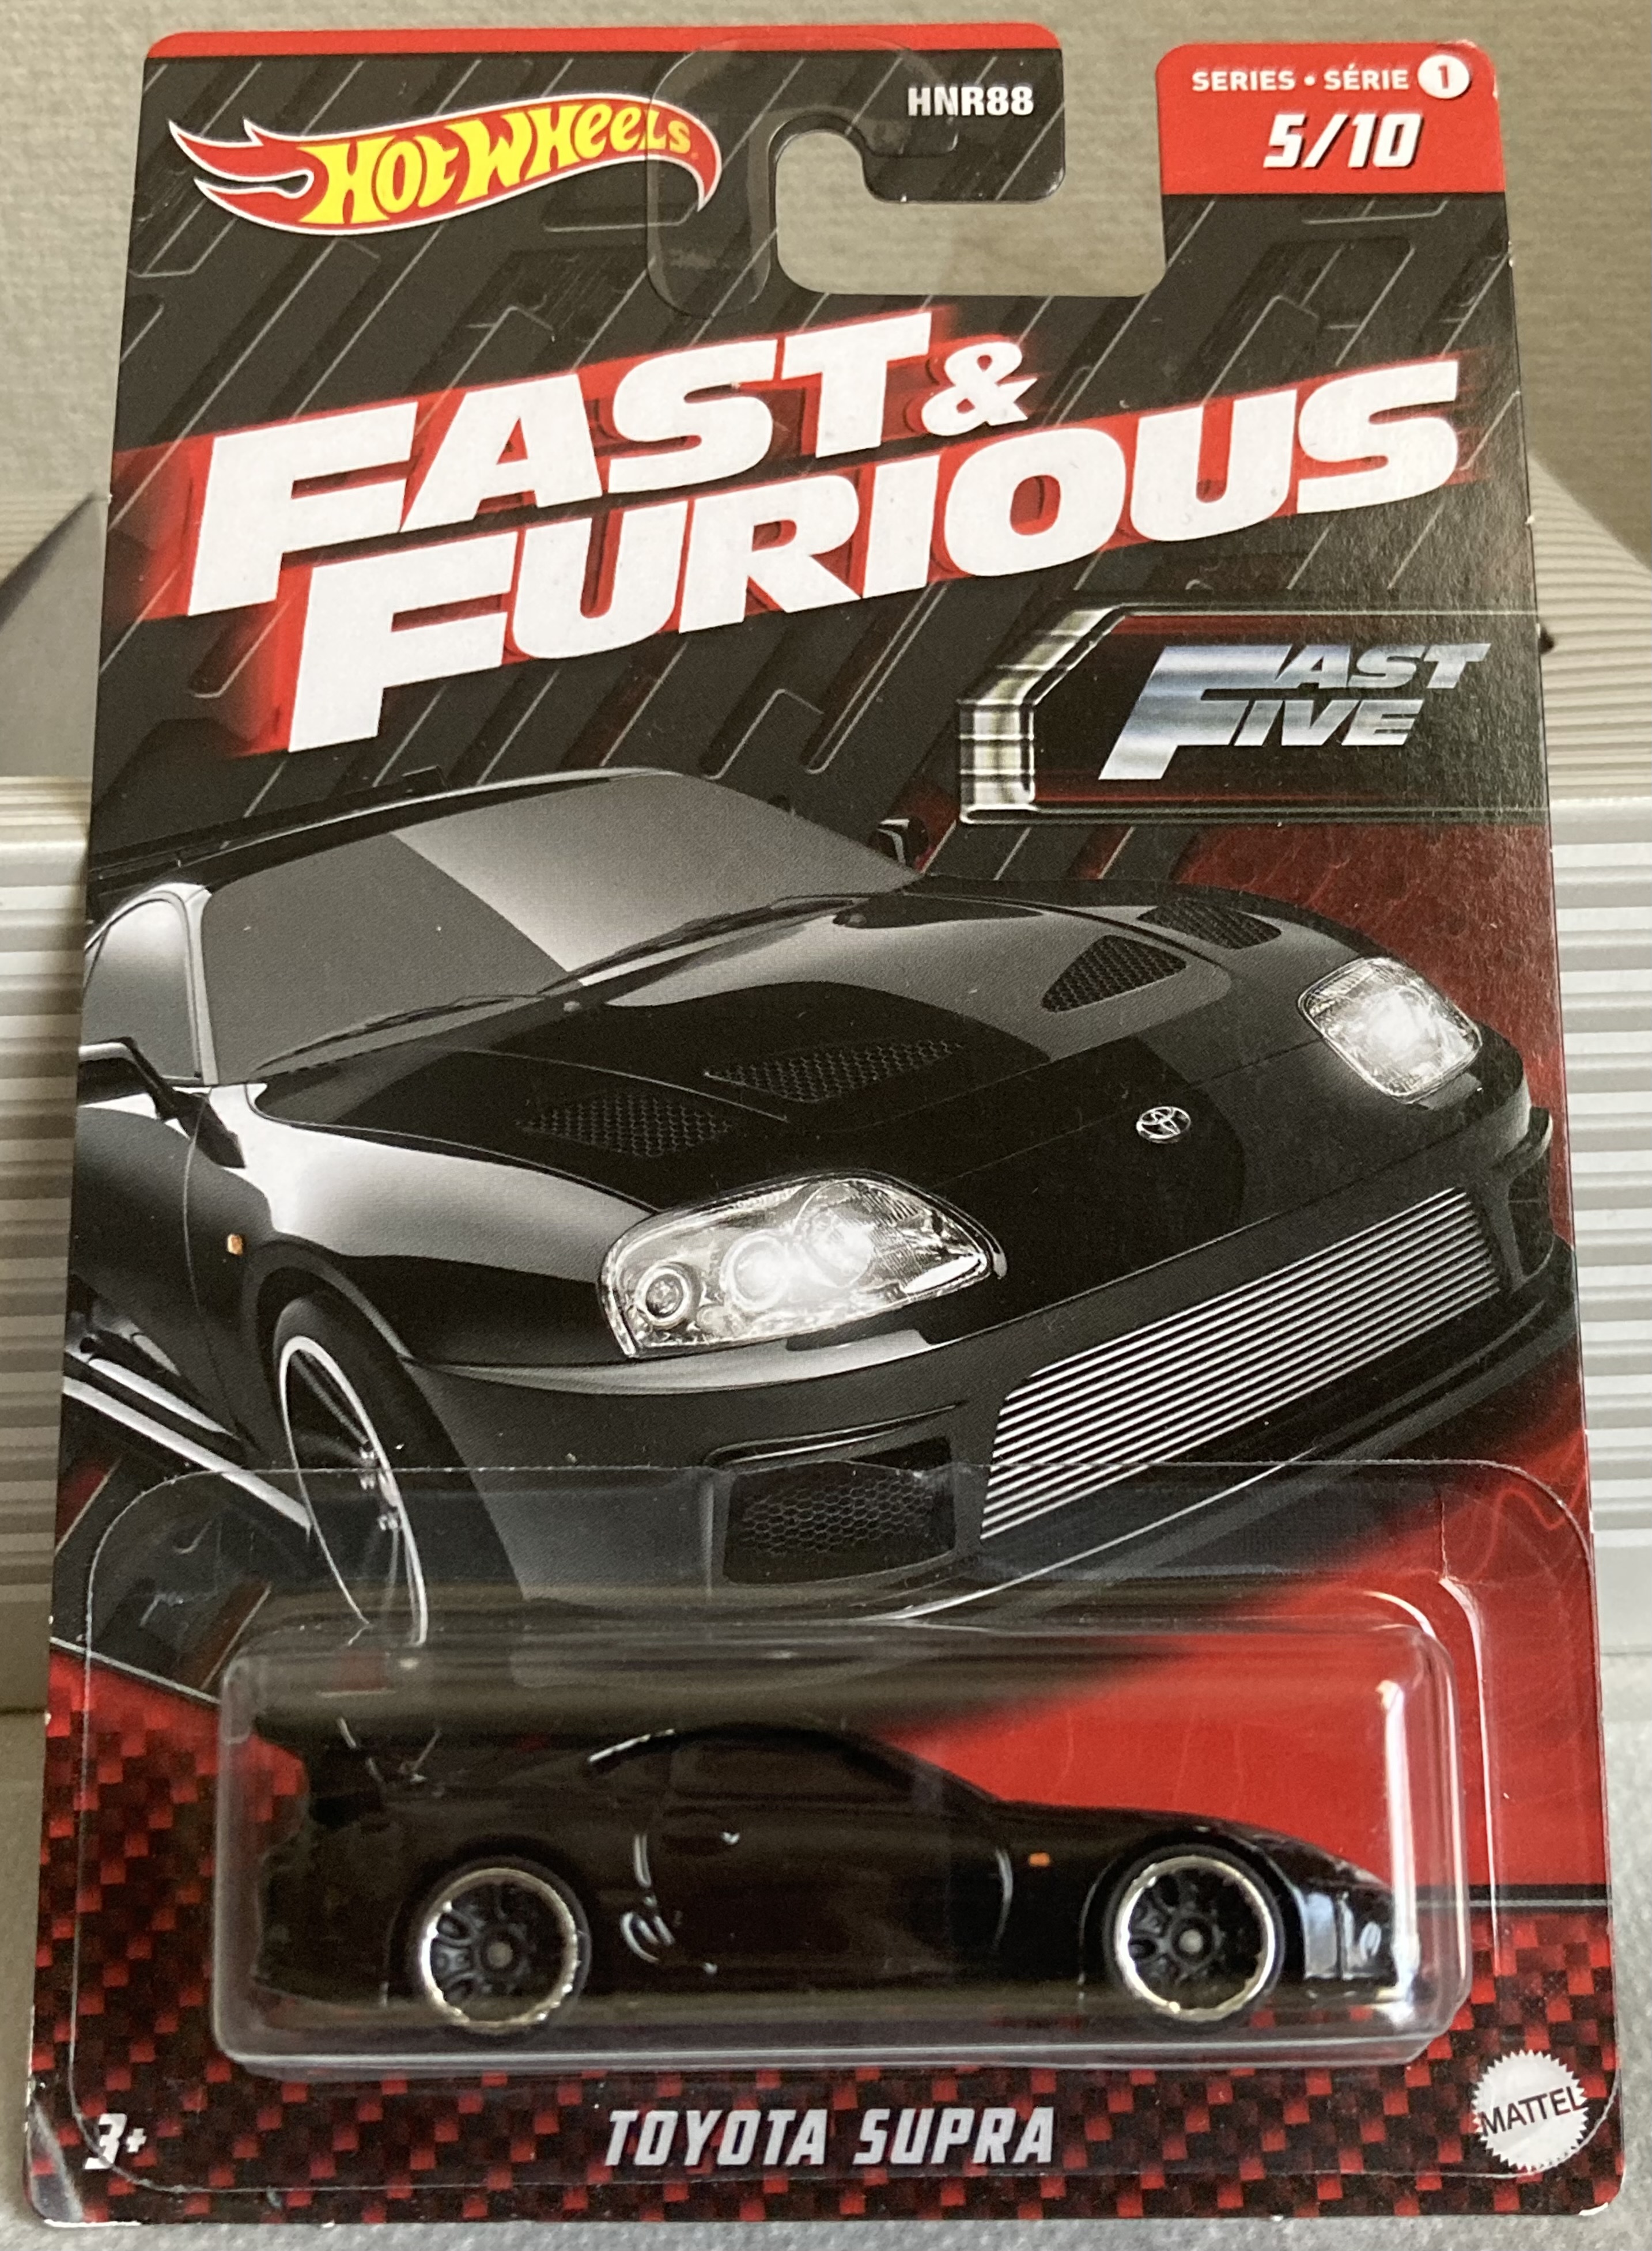 HOT WHEELS
HNR88
SERIES • SÉRIE 1
5/10
FAST &
FURIOUS
FAST
FIVE
3+
TOYOTA SUPRA
MATTEL